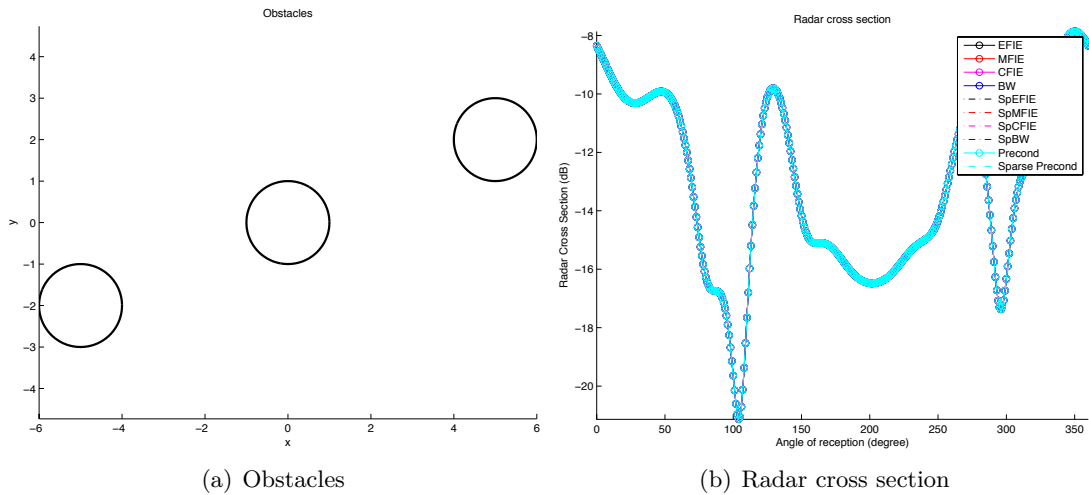 Obstacles
4
3
2
1
0
−1
−2
−3
−4
y
−6
−4
−2
0
2
4
6
x
(a) Obstacles
Radar cross section
−8
−10
−12
−14
−16
−18
−20
Radar Cross Section (dB)
0
50
100
150
200
250
300
350
Angle of reception (degree)
EFIE
MFIE
CFIE
BW
SpEFIE
SpMFIE
SpCFIE
SpBW
Precond
Sparse Precond
(b) Radar cross section